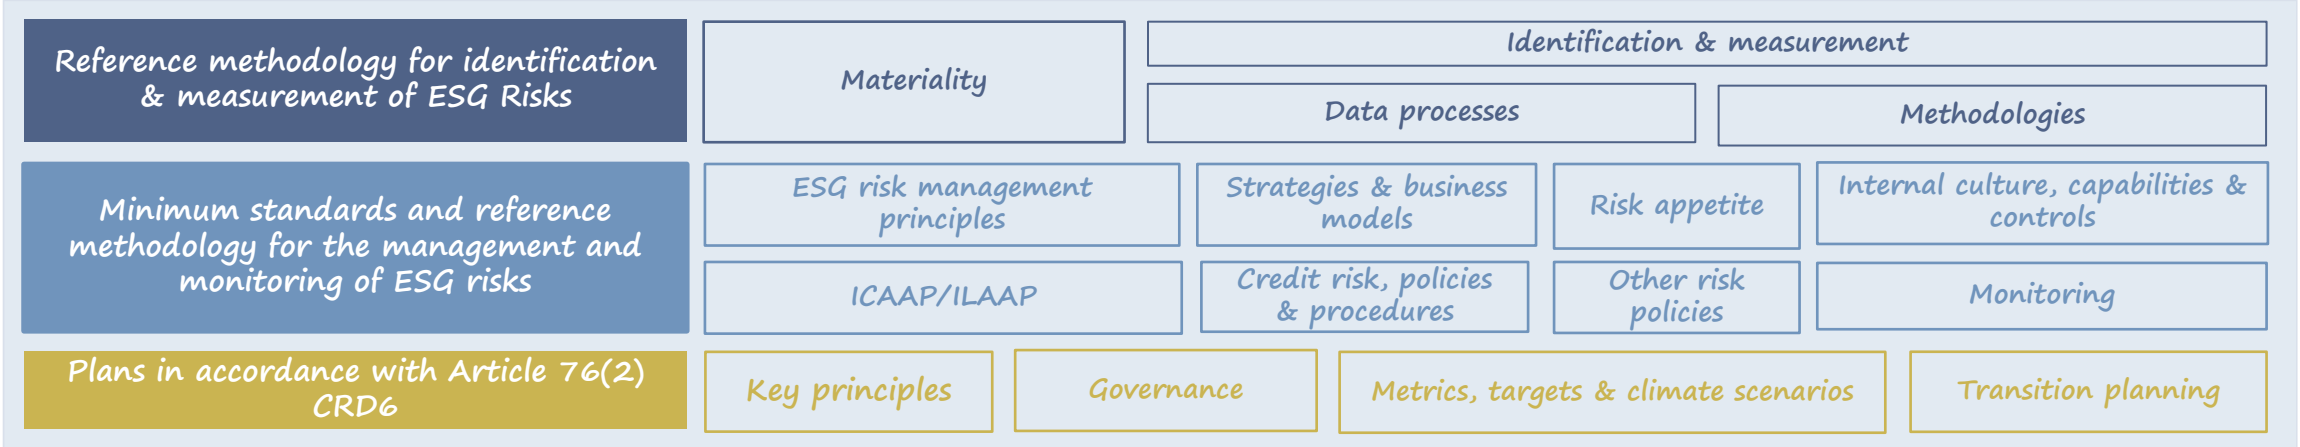 Reference methodology for identification
& measurement of ESG Risks
Materiality
Identification & measurement
Data processes
Methodologies
Minimum standards and reference
methodology for the management and
monitoring of ESG risks
ESG risk management
principles
Strategies & business
models
Risk appetite
Internal culture, capabilities &
controls
ICAAP/ILAAP
Credit risk, policies
& procedures
Other risk
policies
Monitoring
Plans in accordance with Article 76(2)
CRD6
Key principles
Governance
Metrics, targets & climate scenarios
Transition planning